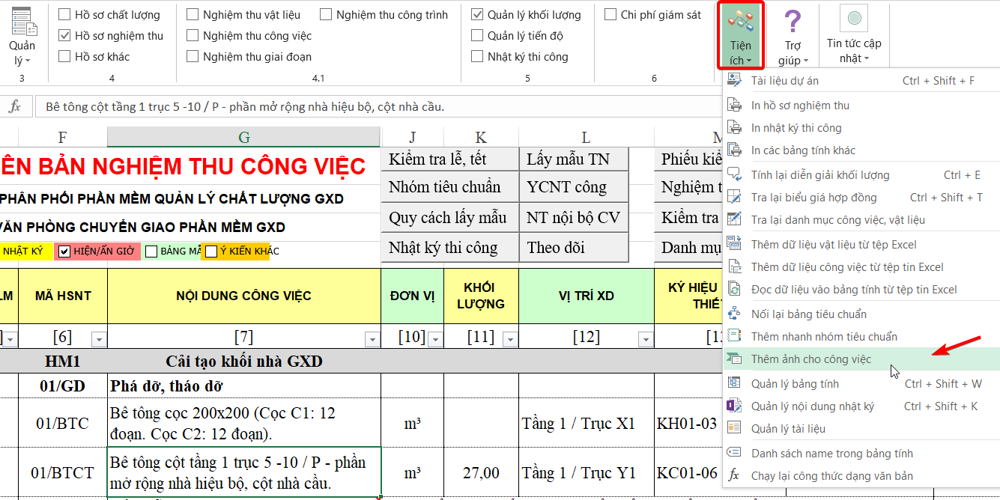 Quản lý
3
Hồ sơ chất lượng
Hồ sơ nghiệm thu
Hồ sơ khác
4
Nghiệm thu vật liệu
Nghiệm thu công trình
Nghiệm thu công việc
Nghiệm thu giai đoạn
4.1
Quản lý khối lượng
Quản lý tiến độ
Nhật ký thi công
5
Chi phí giám sát
6
Tiện ích
Trợ giúp
Tin tức cập nhật
fx Bê tông cột tầng 1 trục 5 -10 / P - phần mở rộng nhà hiệu bộ, cột nhà cầu.
F G J K L M
ÊN BẢN NGHIỆM THU CÔNG VIỆC
PHÂN PHỐI PHẦN MỀM QUẢN LÝ CHẤT LƯỢNG GXD
VĂN PHÒNG CHUYỂN GIAO PHẦN MỀM GXD
NHẬT KÝ HIỆN/ẨN GIỜ BẢNG MÃ Ý KIẾN KHÁC
Kiểm tra lễ, tết Lấy mẫu TN Phiếu kiể
Nhóm tiêu chuẩn YCNT công Nghiệm t
Quy cách lấy mẫu NT nội bộ CV Kiểm tra
Nhật ký thi công Theo dõi Danh mụ
LM MÃ HSNT NỘI DUNG CÔNG VIỆC ĐƠN VỊ KHỐI LƯỢNG VỊ TRÍ XD KÝ HIỆU THIẾT
] [6] [7] [10] [11] [12] [13
HM1 Cải tạo khối nhà GXD
01/GD Phá dỡ, tháo dỡ
01/BTC Bê tông cọc 200x200 (Cọc C1: 12 đoạn. Cọc C2: 12 đoạn). m³ Tầng 1 / Trục X1 KH01-03
01/BTCT Bê tông cột tầng 1 trục 5 -10 / P - phần mở rộng nhà hiệu bộ, cột nhà cầu. m³ 27,00 Tầng 1 / Trục Y1 KC01-06
Tài liệu dự án Ctrl + Shift + F
In hồ sơ nghiệm thu
In nhật ký thi công
In các bảng tính khác
Tính lại diễn giải khối lượng Ctrl + E
Tra lại biểu giá hợp đồng Ctrl + Shift + T
Tra lại danh mục công việc, vật liệu
Thêm dữ liệu vật liệu từ tệp Excel
Thêm dữ liệu công việc từ tệp tin Excel
Đọc dữ liệu vào bảng tính từ tệp tin Excel
Nối lại bảng tiêu chuẩn
Thêm nhanh nhóm tiêu chuẩn
Thêm ảnh cho công việc
Quản lý bảng tính Ctrl + Shift + W
Quản lý nội dung nhật ký Ctrl + Shift + K
Quản lý tài liệu
Danh sách name trong bảng tính
fx Chạy lại công thức dạng văn bản